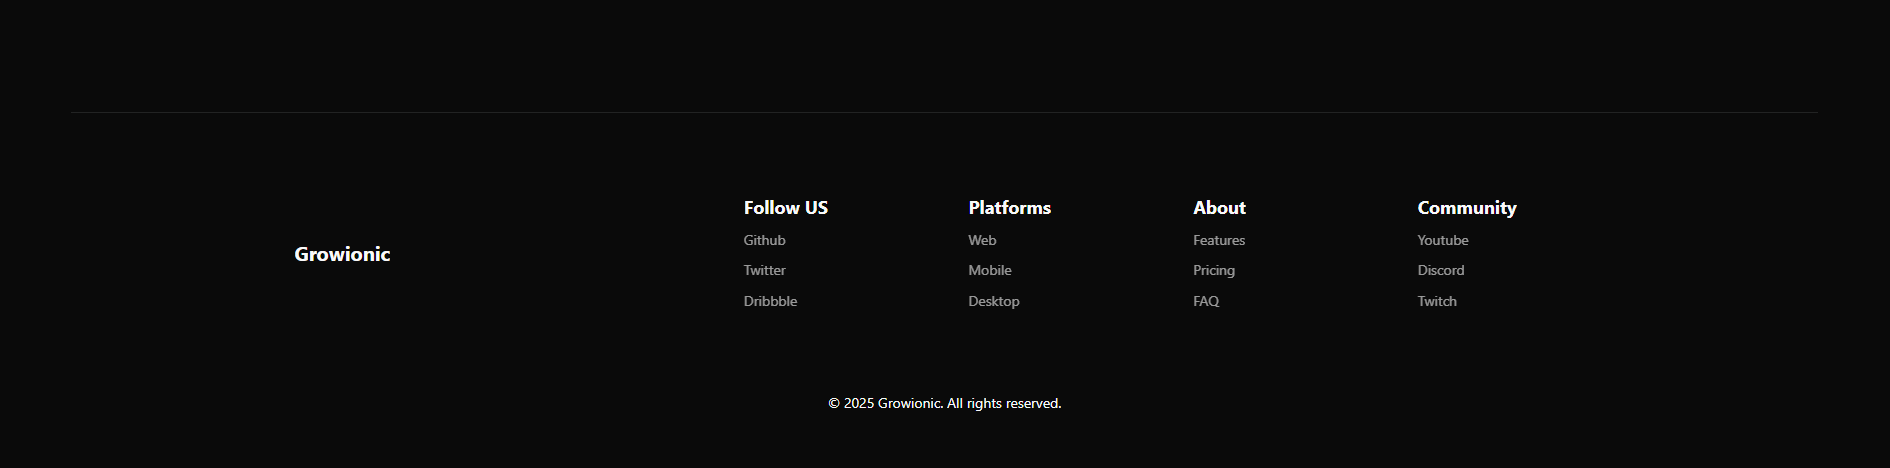 Growionic
Follow US
Github
Twitter
Dribbble
Platforms
Web
Mobile
Desktop
About
Features
Pricing
FAQ
Community
Youtube
Discord
Twitch
© 2025 Growionic. All rights reserved.